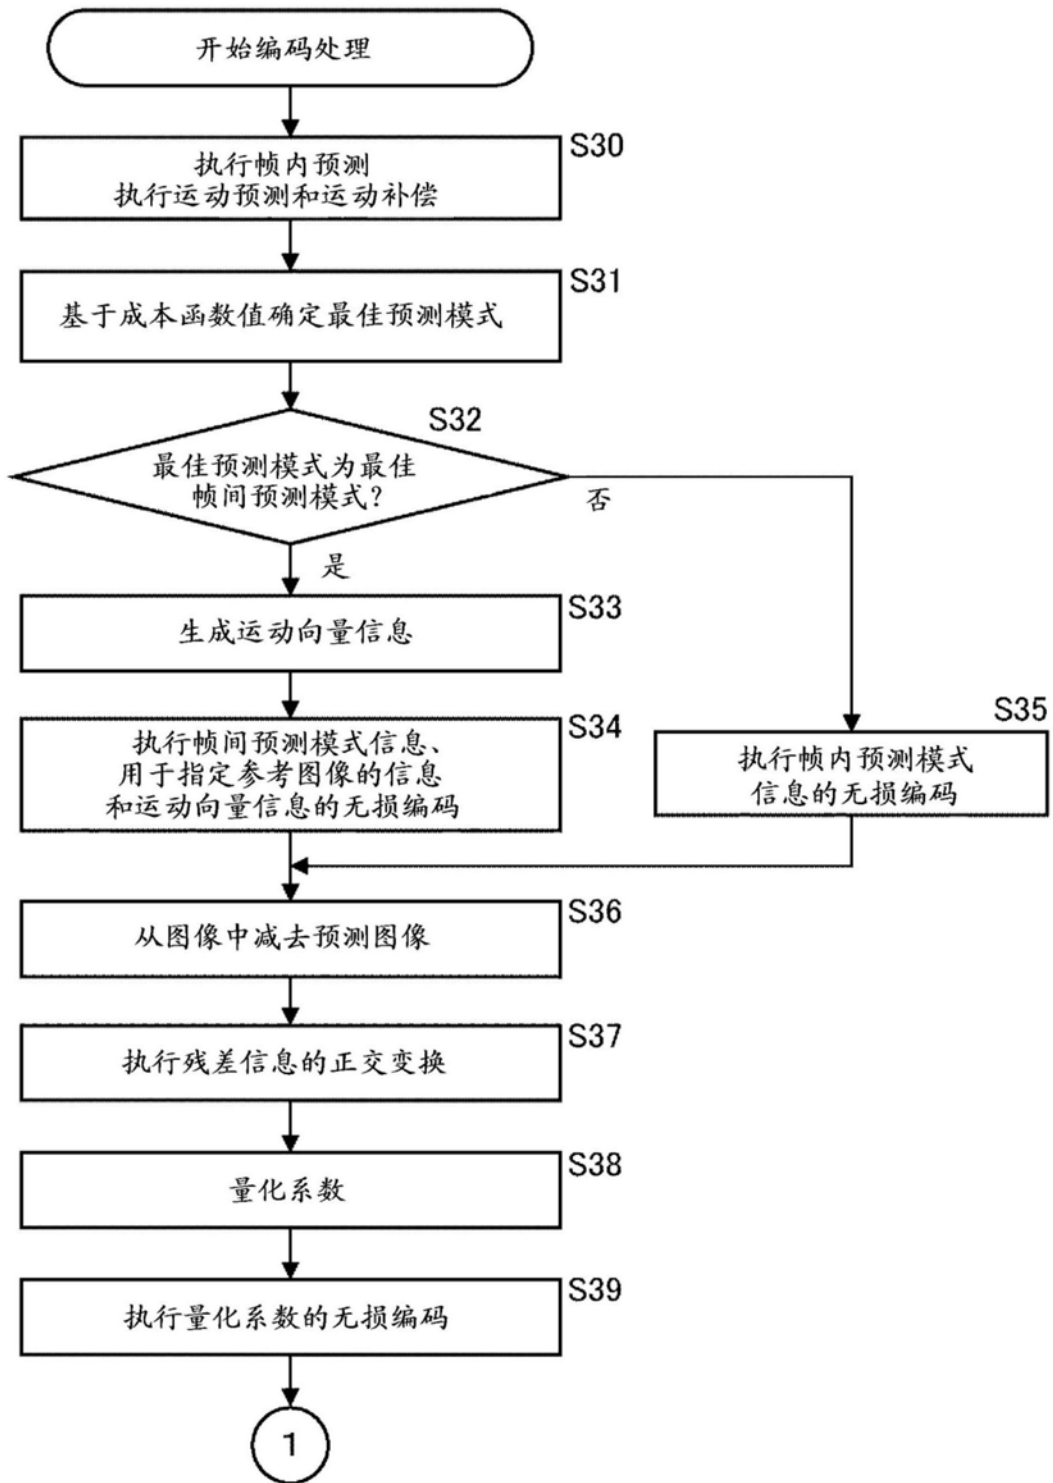 开始编码处理
S30
执行帧内预测
执行运动预测和运动补偿
S31
基于成本函数值确定最佳预测模式
S32
最佳预测模式为最佳
帧间预测模式?
否
是
S33
生成运动向量信息
S34
执行帧间预测模式信息、
用于指定参考图像的信息
和运动向量信息的无损编码
S35
执行帧内预测模式
信息的无损编码
S36
从图像中减去预测图像
S37
执行残差信息的正交变换
S38
量化系数
S39
执行量化系数的无损编码
1